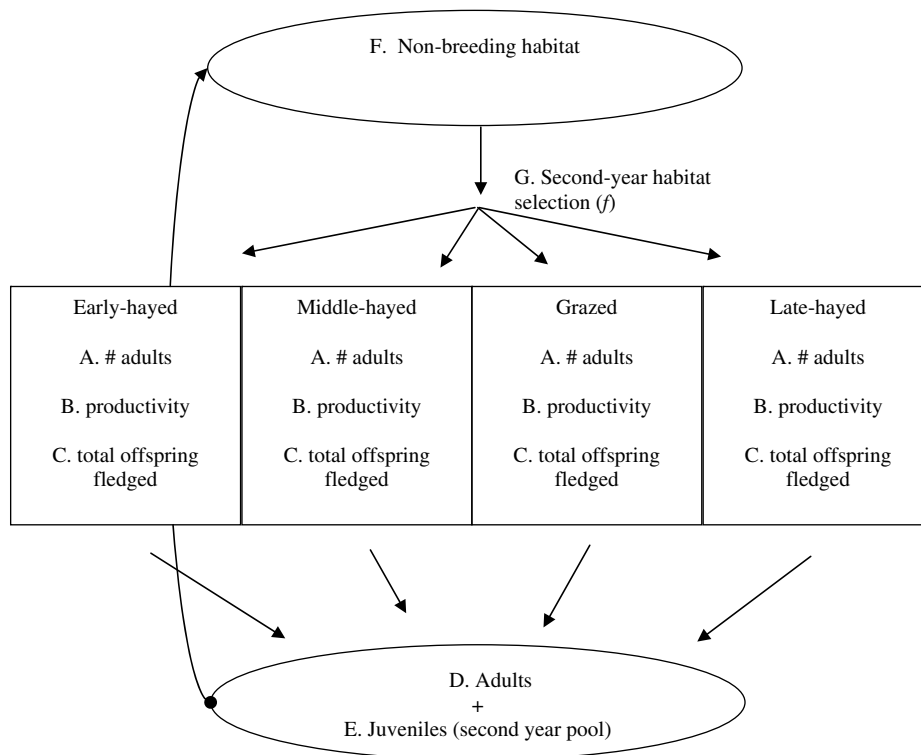 F. Non-breeding habitat
G. Second-year habitat
selection (f)
Early-hayed
A. # adults
B. productivity
C. total offspring
fledged
Middle-hayed
A. # adults
B. productivity
C. total offspring
fledged
Grazed
A. # adults
B. productivity
C. total offspring
fledged
Late-hayed
A. # adults
B. productivity
C. total offspring
fledged
D. Adults
+
E. Juveniles (second year pool)